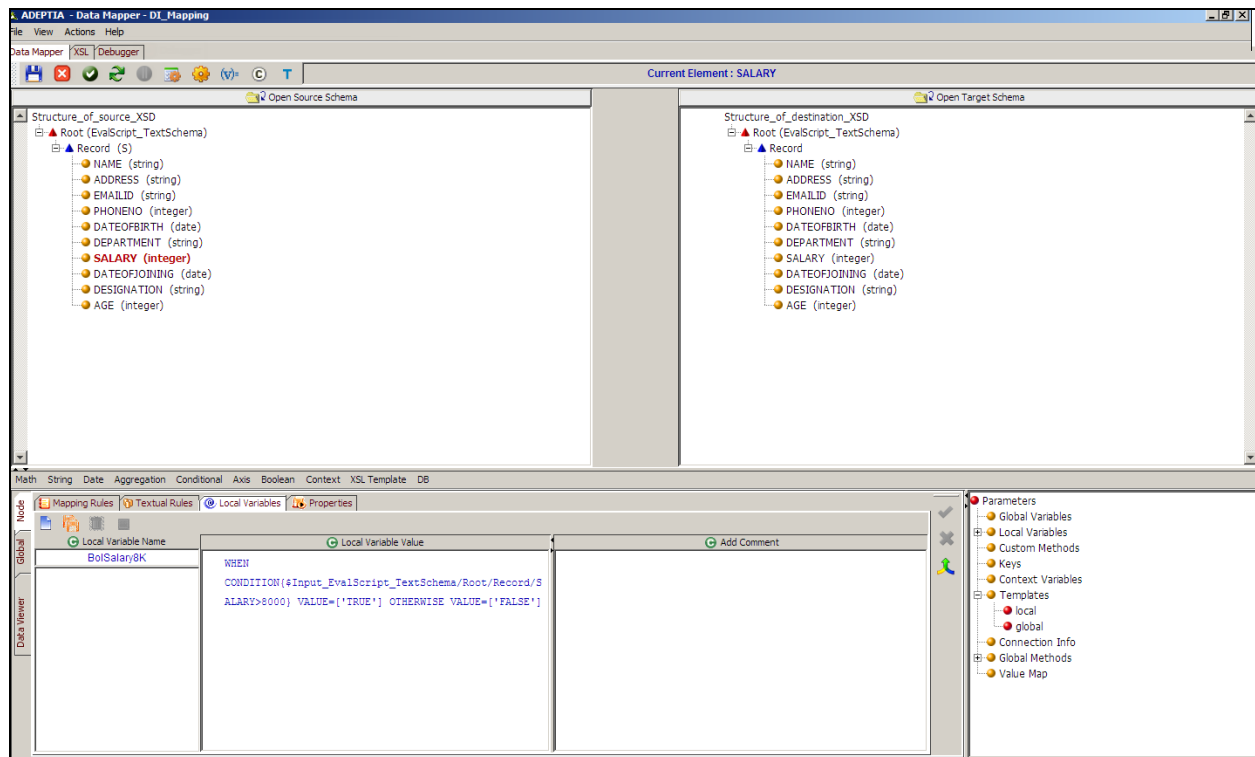 ADEPTIA - Data Mapper - DI_Mapping
File View Actions Help
Data Mapper XSL Debugger
(v)= C T Current Element : SALARY
Open Source Schema
Structure_of_source_XSD
Root (EvalScript_TextSchema)
Record (S)
NAME (string)
ADDRESS (string)
EMAILID (string)
PHONENO (integer)
DATEOFBIRTH (date)
DEPARTMENT (string)
SALARY (integer)
DATEOFJOINING (date)
DESIGNATION (string)
AGE (integer)
Open Target Schema
Structure_of_destination_XSD
Root (EvalScript_TextSchema)
Record
NAME (string)
ADDRESS (string)
EMAILID (string)
PHONENO (integer)
DATEOFBIRTH (date)
DEPARTMENT (string)
SALARY (integer)
DATEOFJOINING (date)
DESIGNATION (string)
AGE (integer)
Math String Date Aggregation Conditional Axis Boolean Context XSL Template DB
Node
Global
Data Viewer
Mapping Rules Textual Rules Local Variables Properties
Local Variable Name
BolSalary8K
Local Variable Value
WHEN
CONDITION{$Input_EvalScript_TextSchema/Root/Record/S
ALARY>8000} VALUE=['TRUE'] OTHERWISE VALUE=['FALSE']
Add Comment
Parameters
Global Variables
Local Variables
Custom Methods
Keys
Context Variables
Templates
local
global
Connection Info
Global Methods
Value Map